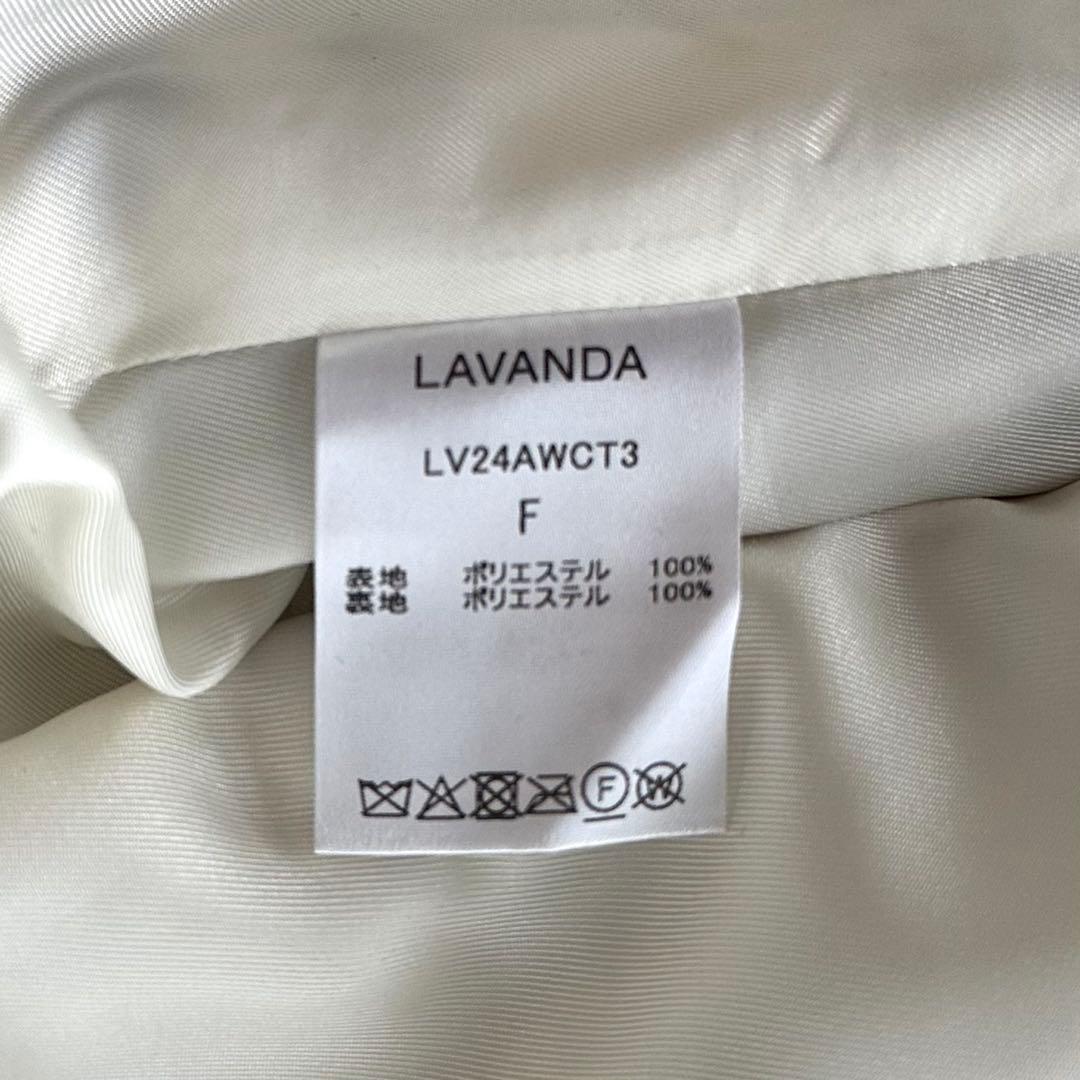 LAVANDA
LV24AWCT3
F
表地 ポリエステル 100%
裏地 ポリエステル 100%
F W